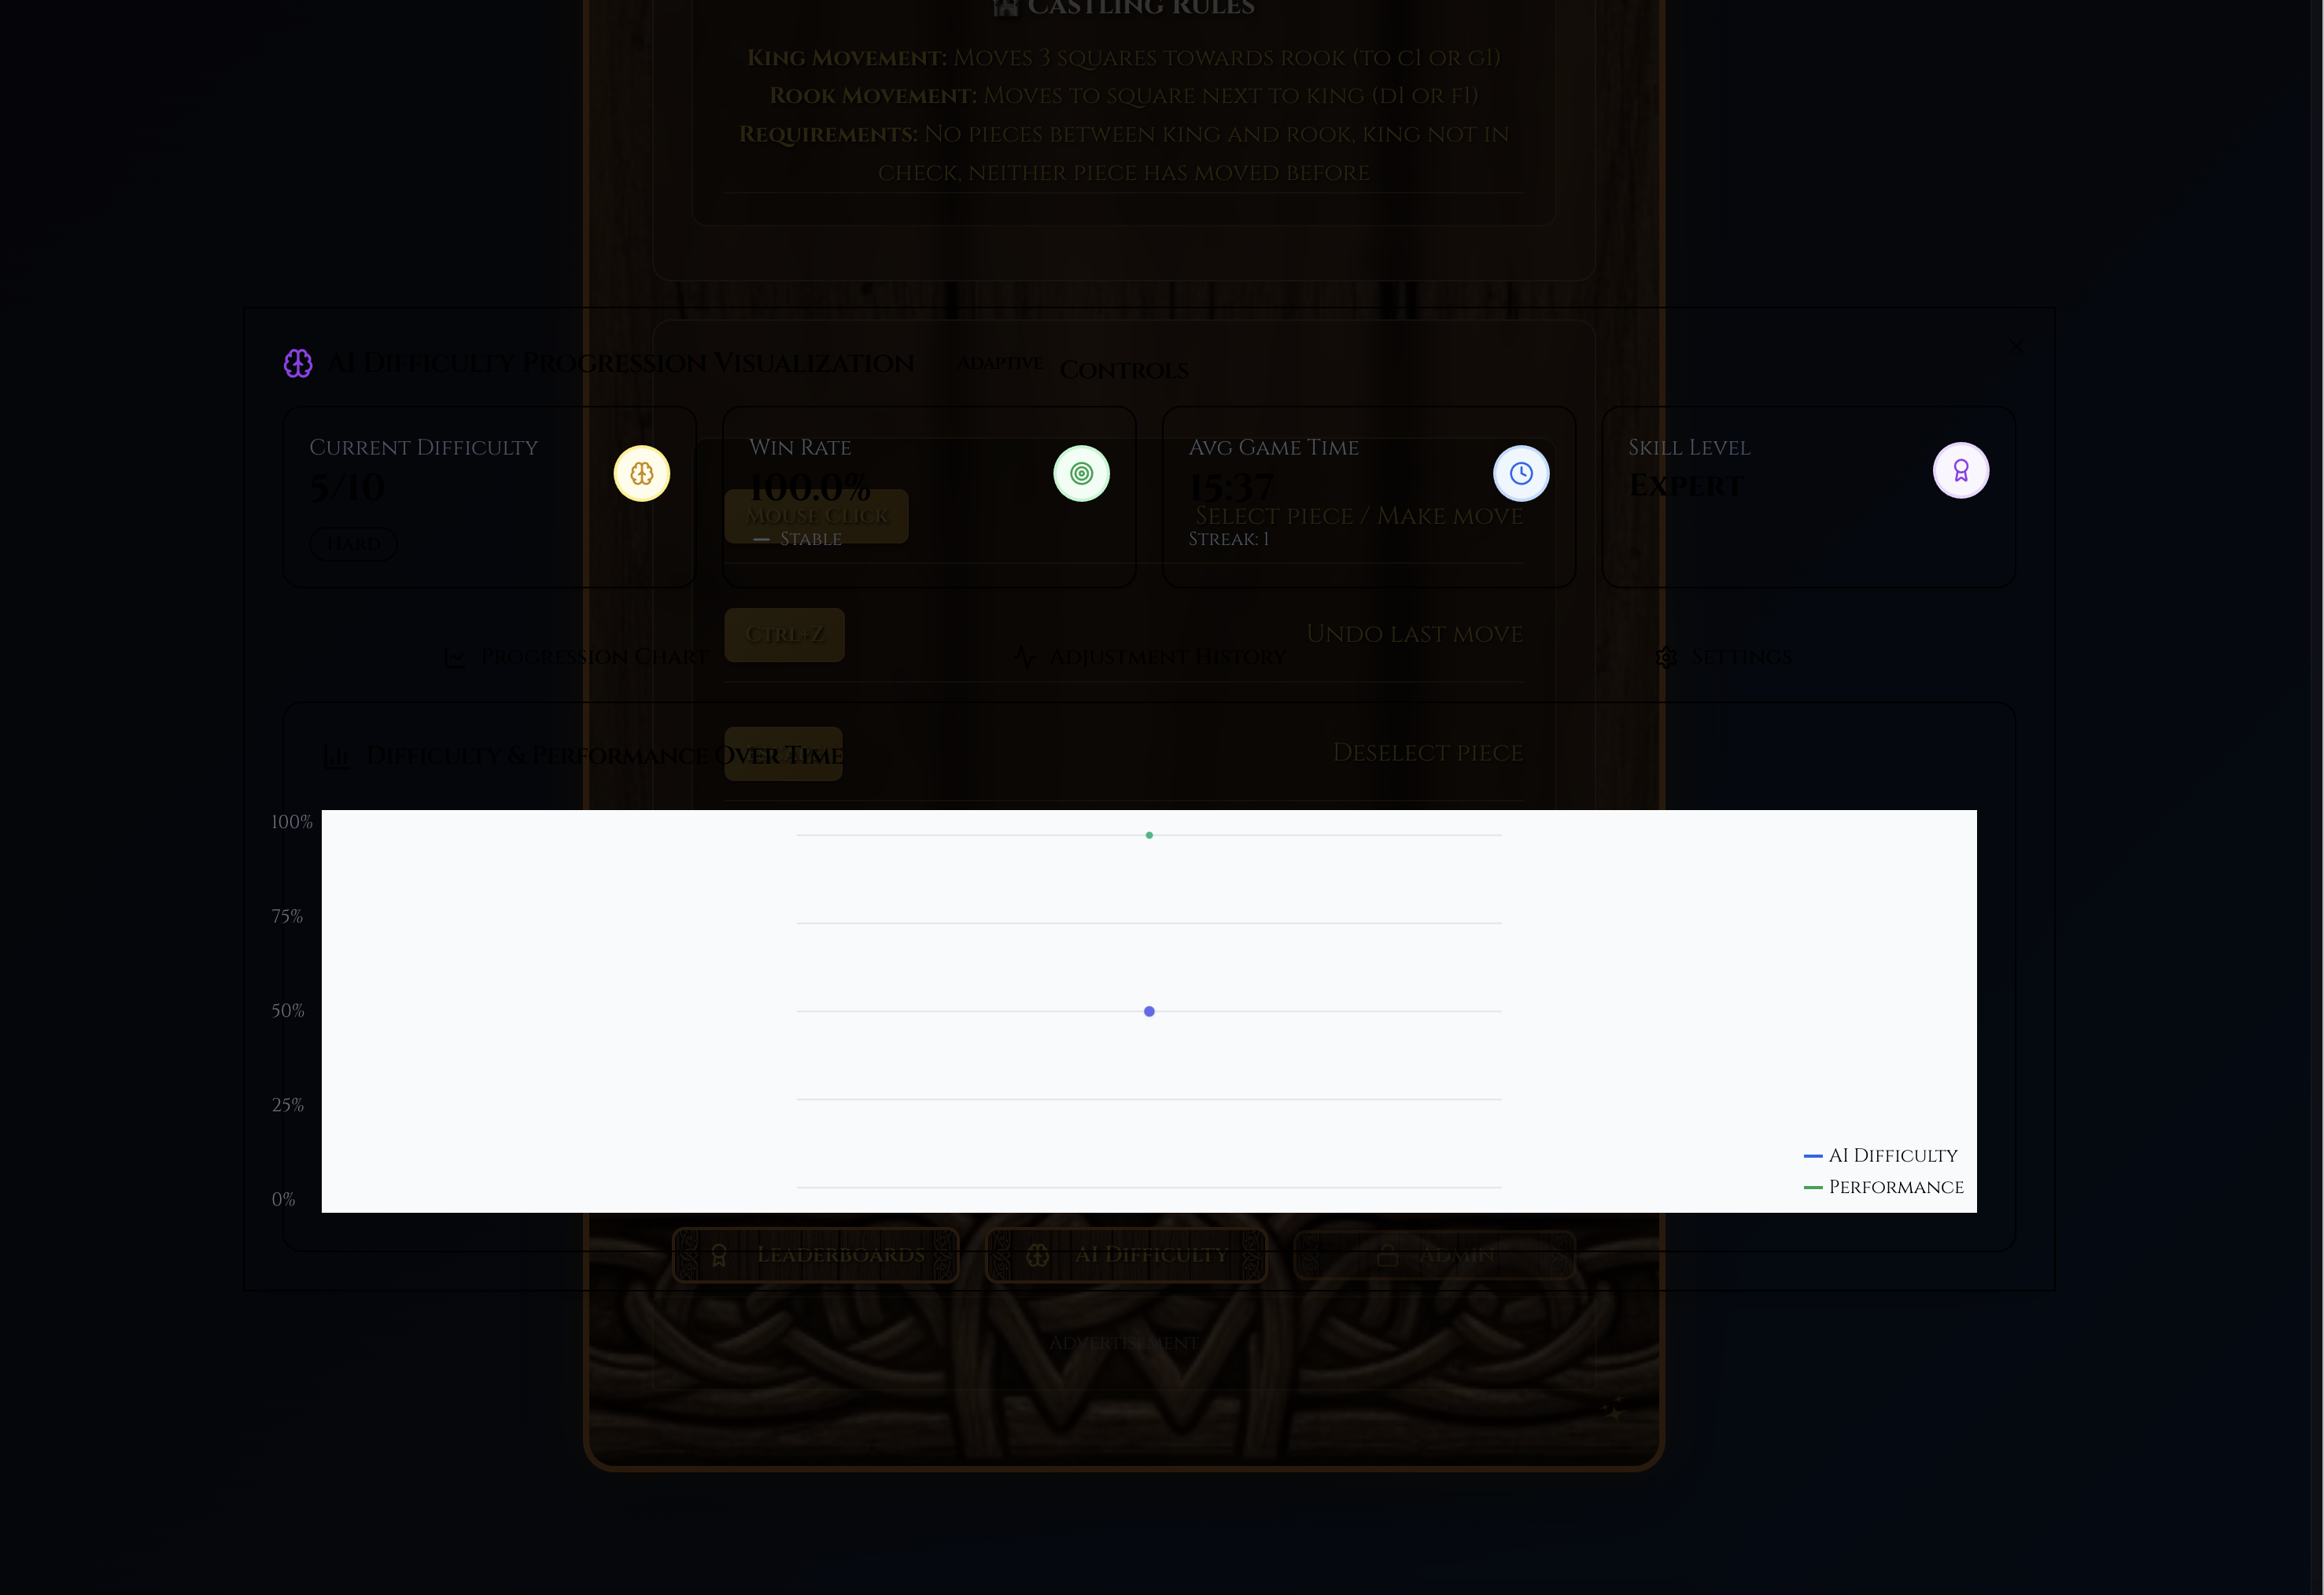 Castling Rules
King Movement: Moves 3 squares towards rook (to c1 or g1)
Rook Movement: Moves to square next to king (d1 or f1)
Requirements: No pieces between king and rook, king not in
check, neither piece has moved before
AI Difficulty Progression Visualization
Adaptive
Controls
Current Difficulty
5/10
Hard
Win Rate
100.0%
Stable
Avg Game Time
15:37
Streak: 1
Skill Level
Expert
Mouse Click
Select piece / Make move
Ctrl+Z
Undo last move
Progression Chart
Adjustment History
Settings
Difficulty & Performance Over Time
Deselect piece
100%
75%
50%
25%
0%
AI Difficulty
Performance
Leaderboards
AI Difficulty
Admin
Advertisement